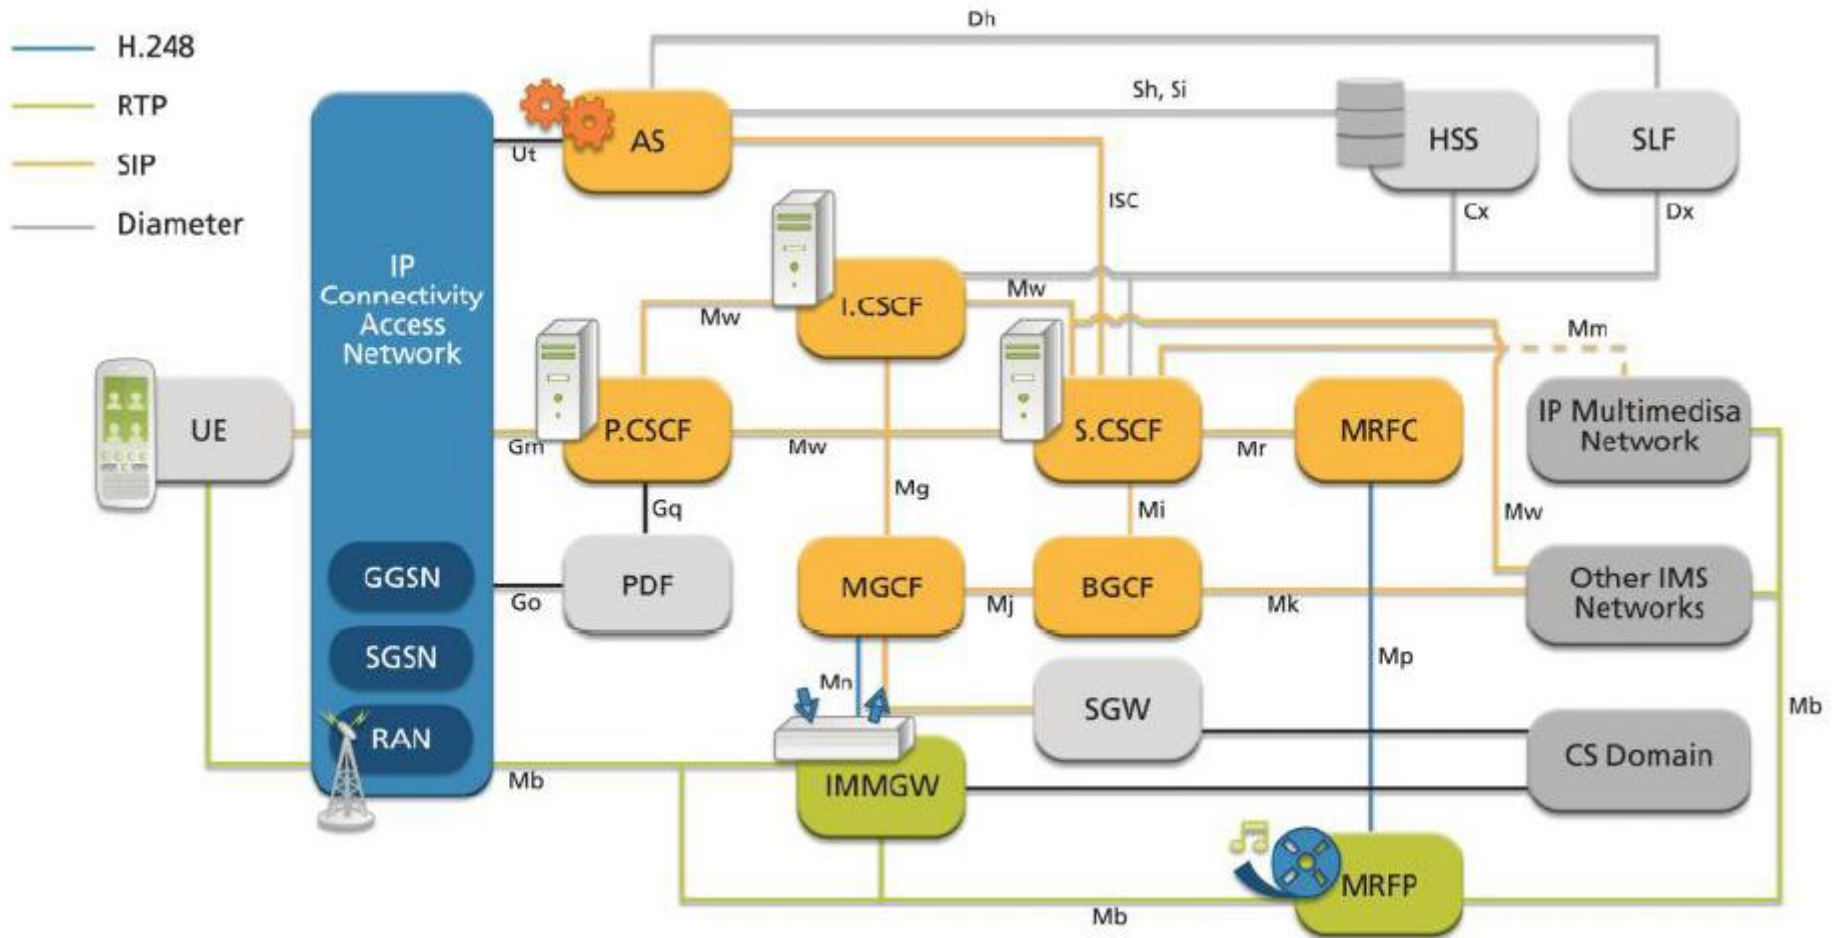 H.248
RTP
SIP
Diameter
Dh
Sh, Si
AS
HSS
SLF
Ut
ISC
Cx
Dx
IP
Connectivity
Access
Network
I.CSCF
Mw
Mw
Mm
UE
Gm
P.CSCF
Mw
S.CSCF
Mr
MRFC
IP Multimedisa
Network
Gq
Mg
Mi
Mw
GGSN
Go
PDF
MGCF
Mj
BGCF
Mk
Other IMS
Networks
SGSN
Mn
SGW
Mp
Mb
RAN
CS Domain
Mb
IMMGW
MRFP
Mb